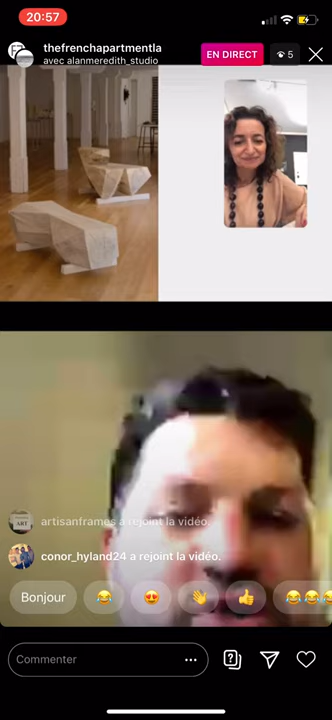 20:57
thefrenchapartmentla
avec alanmeredith_studio
EN DIRECT
5
artisanframes a rejoint la vidéo.
conor_hyland24 a rejoint la vidéo.
Bonjour
Commenter